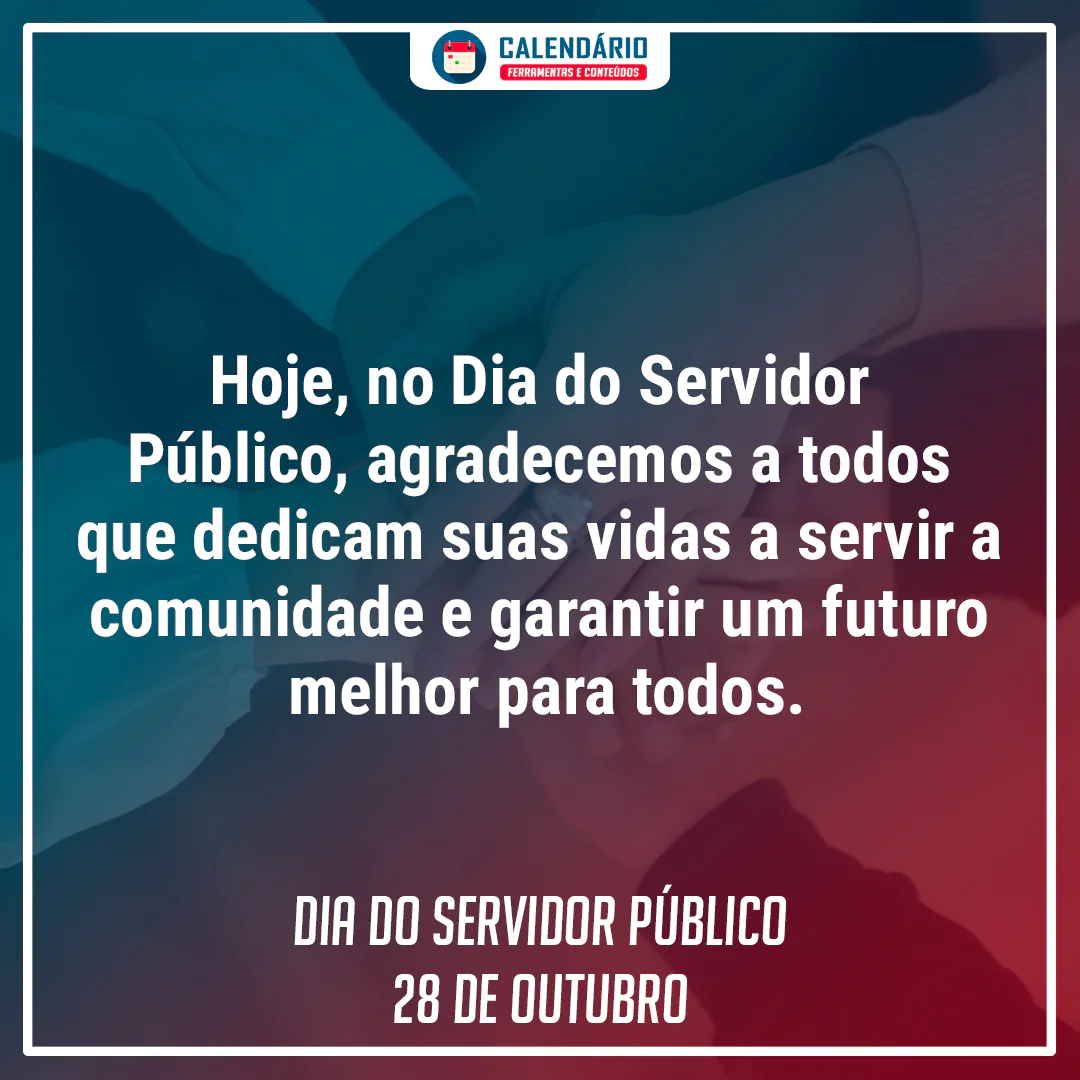 CALENDÁRIO
FERRAMENTAS E CONTEÚDOS
Hoje, no Dia do Servidor
Público, agradecemos a todos
que dedicam suas vidas a servir a
comunidade e garantir um futuro
melhor para todos.
DIA DO SERVIDOR PÚBLICO
28 DE OUTUBRO